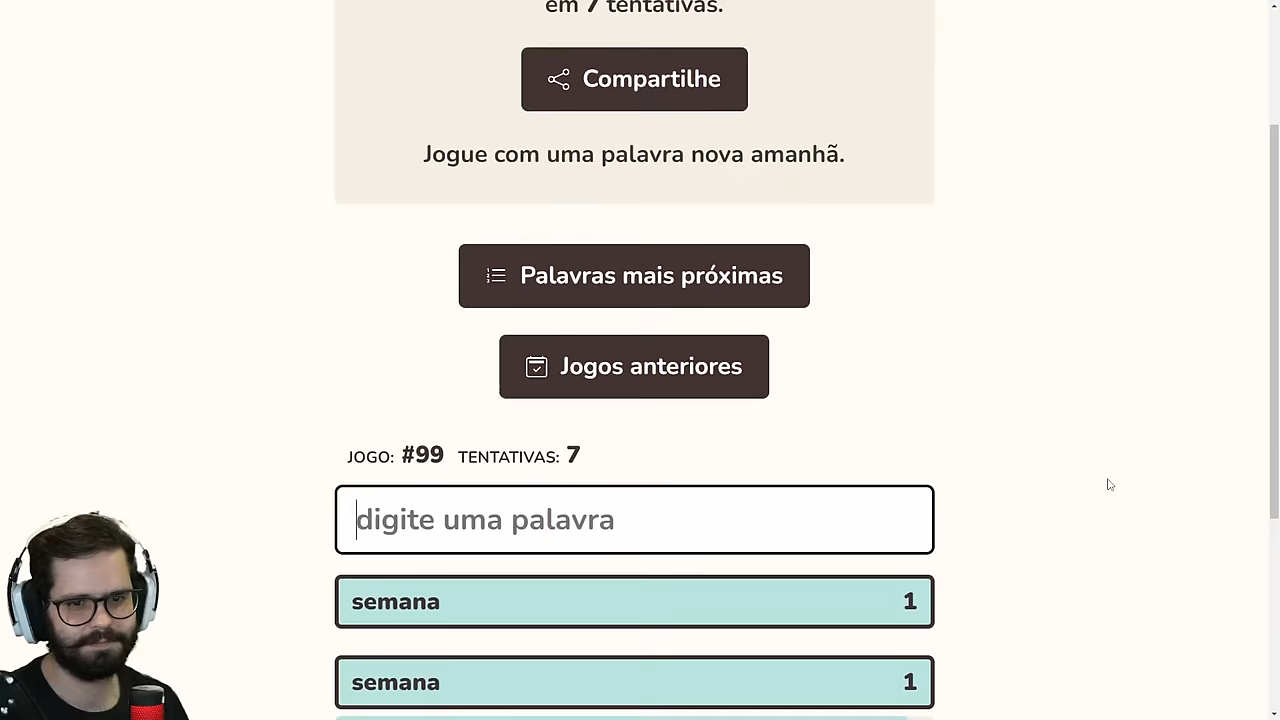 em 7 tentativas.
Compartilhe
Jogue com uma palavra nova amanhã.
Palavras mais próximas
Jogos anteriores
JOGO: #99 TENTATIVAS: 7
digite uma palavra
semana 1
semana 1